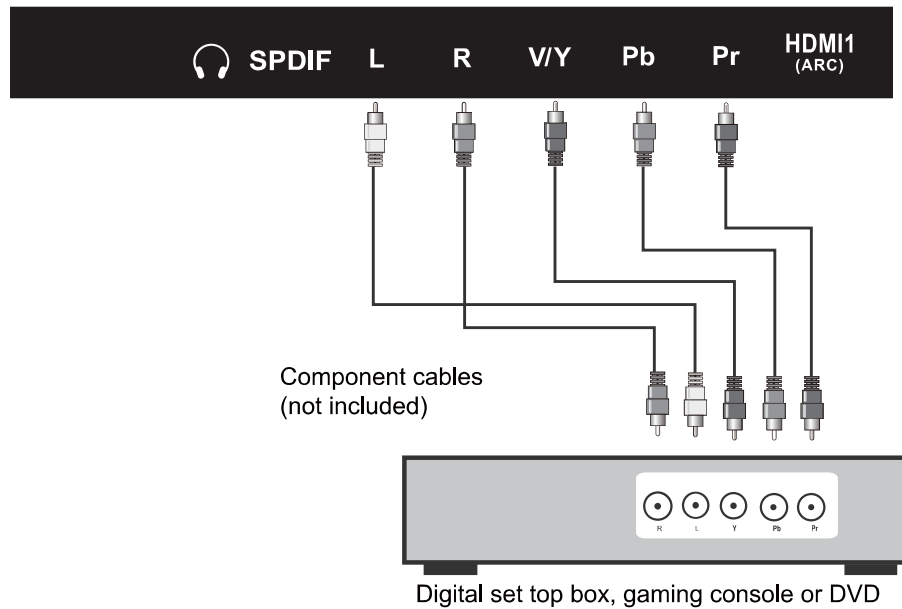 SPDIF L R V/Y Pb Pr HDMI1
(ARC)
Component cables
(not included)
R L Y Pb Pr
Digital set top box, gaming console or DVD